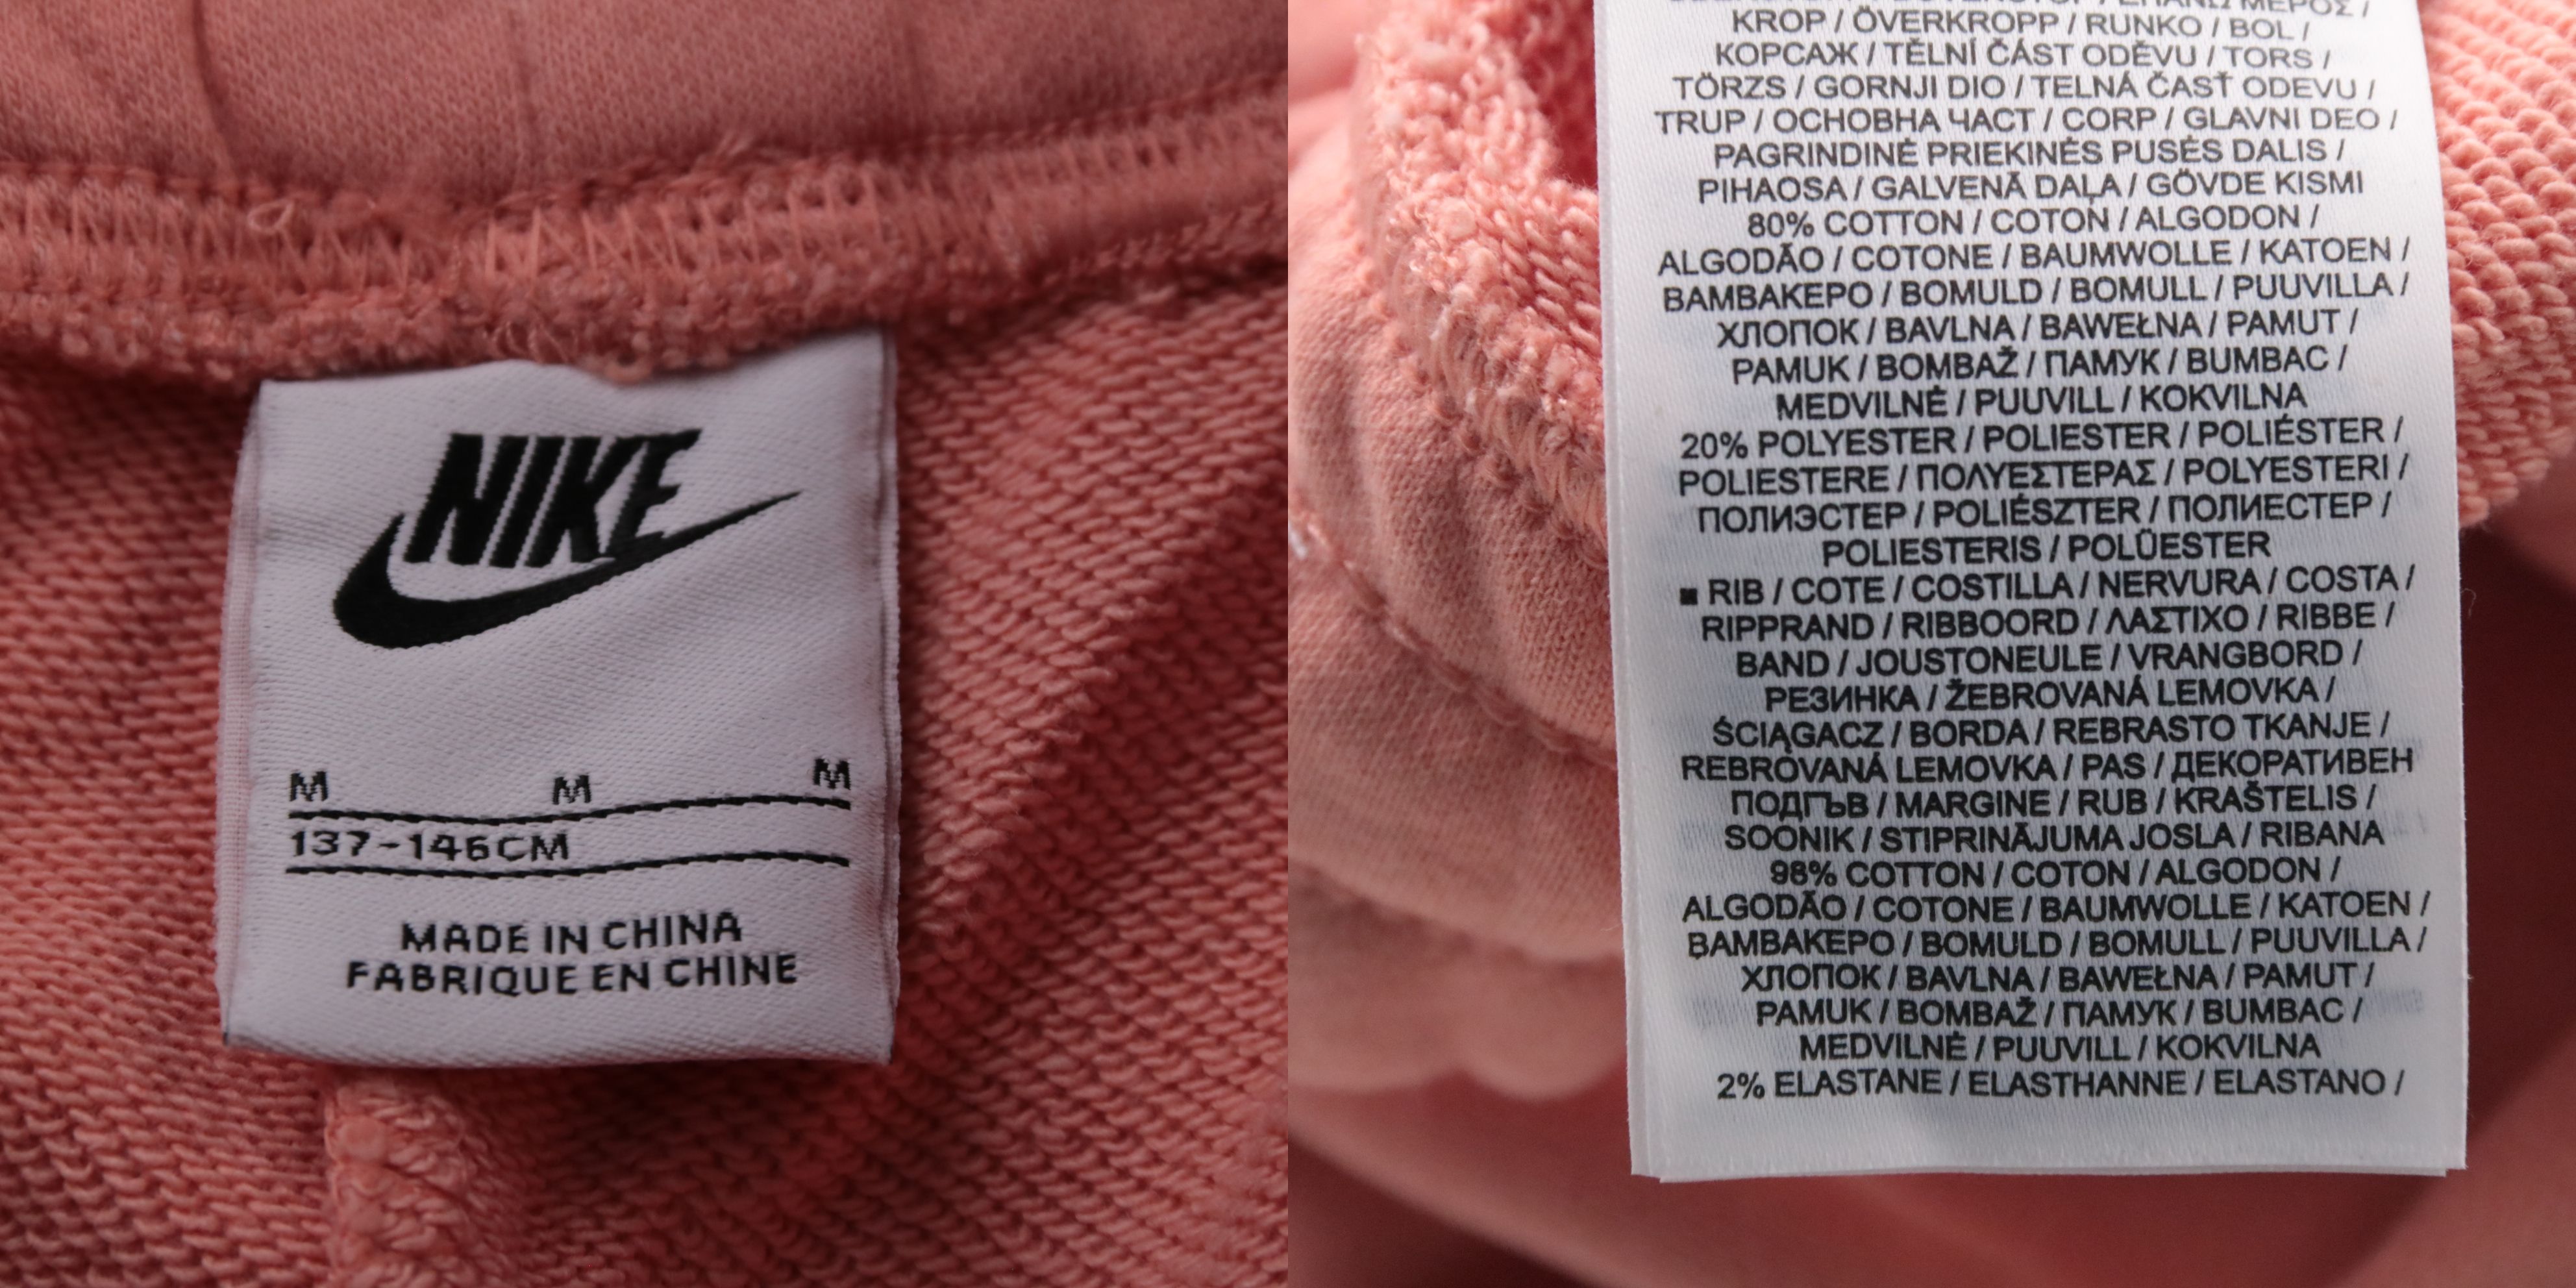 NIKE
M M M
137-146CM
MADE IN CHINA
FABRIQUE EN CHINE
KROP / ÖVERKROPP / RUNKO / BOL /
КОРСАЖ / TĚLNÍ ČÁST ODĚVU / TORS /
TÖRZS / GORNJI DIO / TELNÁ ČASŤ ODEVU /
TRUP / ОСНОВНА ЧАСТ / CORP / GLAVNI DEO /
PAGRINDINĖ PRIEKINĖS PUSĖS DALIS /
PIHAOSA / GALVENĀ DAĻA / GÖVDE KISMI
80% COTTON / COTON / ALGODON /
ALGODÃO / COTONE / BAUMWOLLE / KATOEN /
ΒΑΜΒΑΚΕΡΟ / BOMULD / BOMULL / PUUVILLA /
ХЛОПОК / BAVLNA / BAWEŁNA / PAMUT /
PAMUK / BOMBAŽ / ПАМУК / BUMBAC /
MEDVILNĖ / PUUVILL / KOKVILNA
20% POLYESTER / POLIESTER / POLIÉSTER /
POLIESTERE / ΠΟΛΥΕΣΤΕΡΑΣ / POLYESTERI /
ПОЛИЭСТЕР / POLIÉSZTER / ПОЛИЕСТЕР /
POLIESTERIS / POLÜESTER
■ RIB / COTE / COSTILLA / NERVURA / COSTA /
RIPPRAND / RIBBOORD / ΛΑΣΤΙΧΟ / RIBBE /
BAND / JOUSTONEULE / VRANGBORD /
РЕЗИНКА / ŽEBROVANÁ LEMOVKA /
ŚCIĄGACZ / BORDA / REBRASTO TKANJE /
REBROVANÁ LEMOVKA / PAS / ДЕКОРАТИВЕН
ПОДГЪВ / MARGINE / RUB / KRAŠTELIS /
SOONIK / STIPRINĀJUMA JOSLA / RIBANA
98% COTTON / COTON / ALGODON /
ALGODÃO / COTONE / BAUMWOLLE / KATOEN /
ΒΑΜΒΑΚΕΡΟ / BOMULD / BOMULL / PUUVILLA /
ХЛОПОК / BAVLNA / BAWEŁNA / PAMUT /
PAMUK / BOMBAŽ / ПАМУК / BUMBAC /
MEDVILNĖ / PUUVILL / KOKVILNA
2% ELASTANE / ELASTHANNE / ELASTANO /